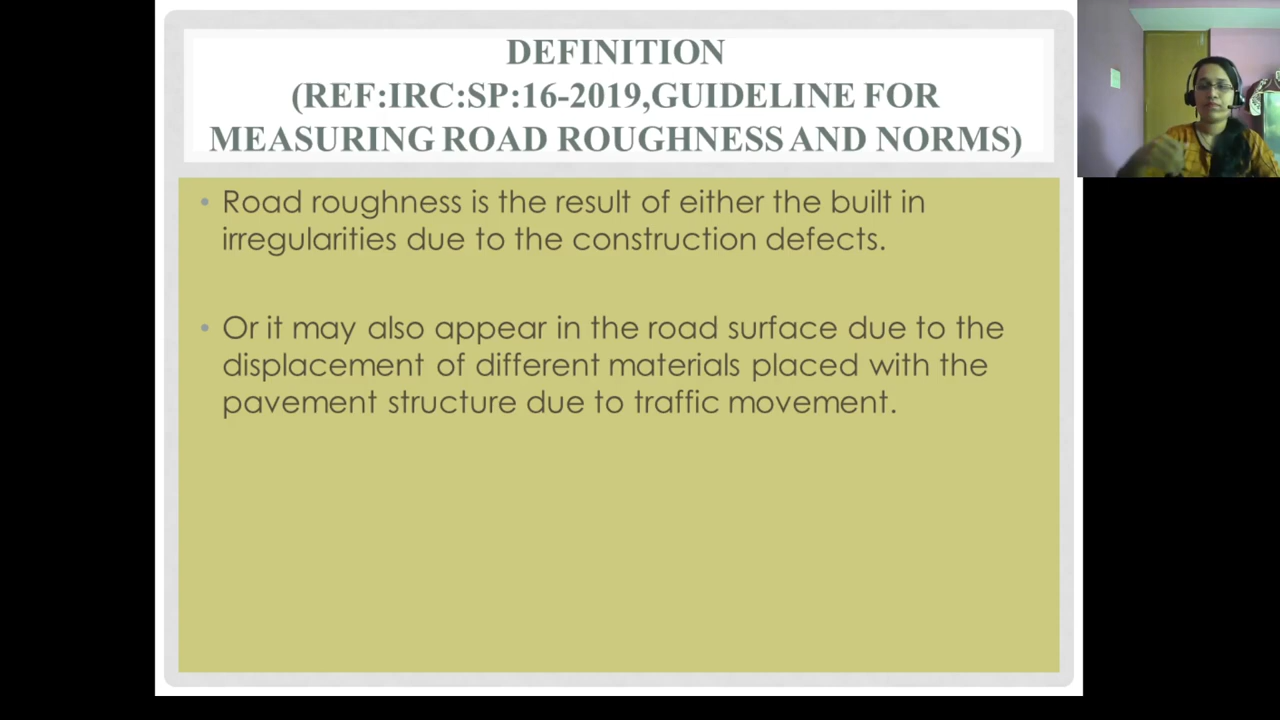 DEFINITION
(REF:IRC:SP:16-2019,GUIDELINE FOR
MEASURING ROAD ROUGHNESS AND NORMS)
• Road roughness is the result of either the built in
irregularities due to the construction defects.
• Or it may also appear in the road surface due to the
displacement of different materials placed with the
pavement structure due to traffic movement.